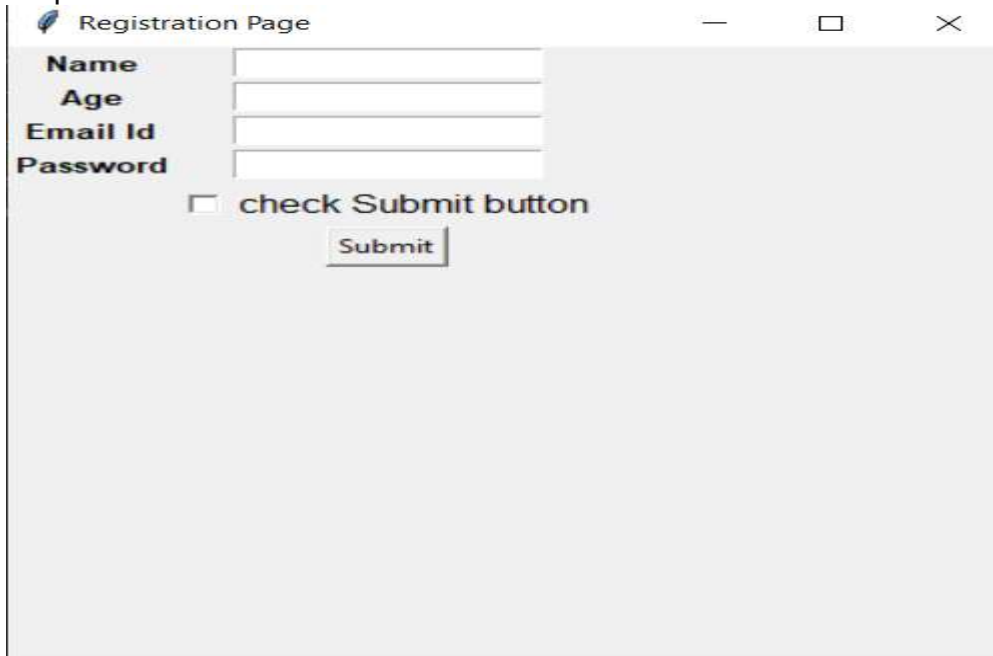 Registration Page
Name
Age
Email Id
Password
check Submit button
Submit